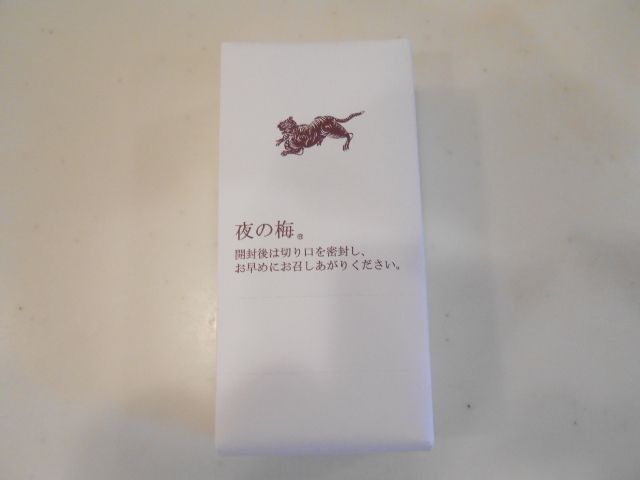 夜の梅®
開封後は切り口を密封し、
お早めにお召しあがりください。